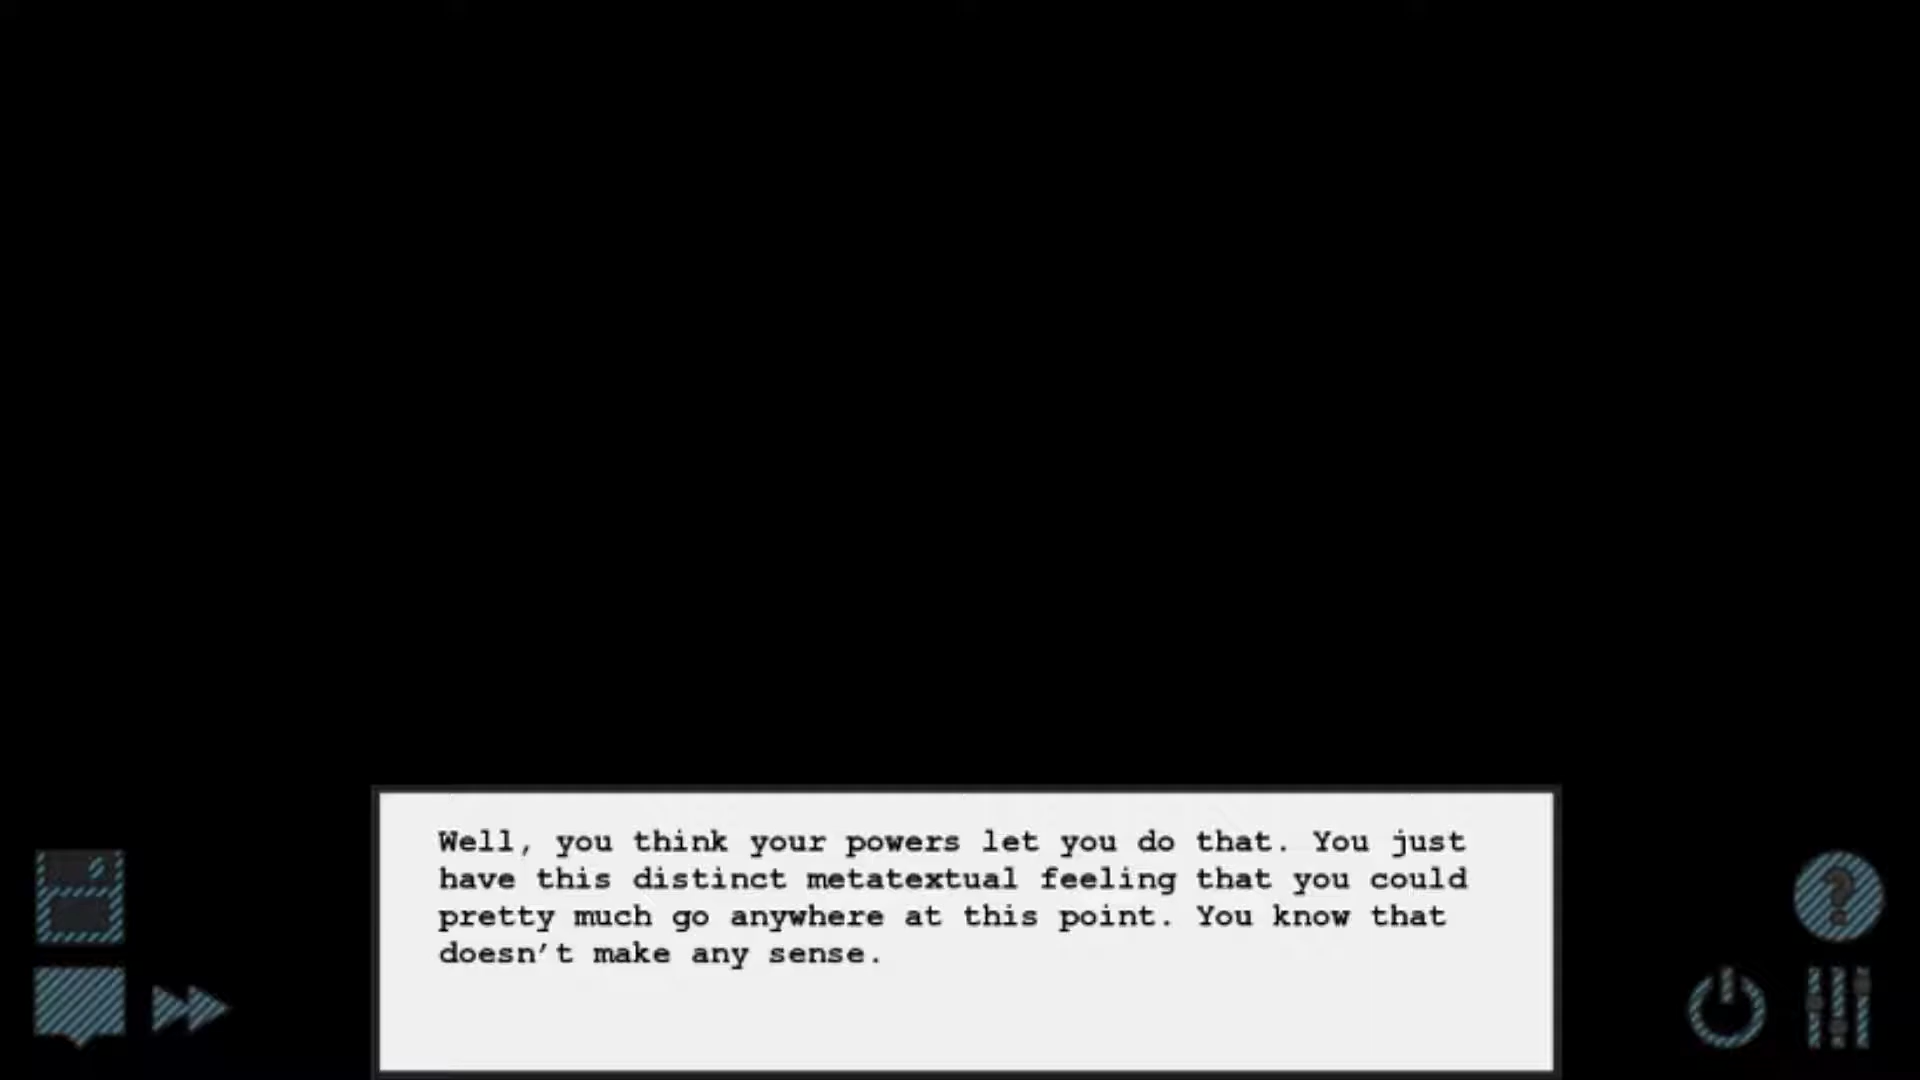 Well, you think your powers let you do that. You just
have this distinct metatextual feeling that you could
pretty much go anywhere at this point. You know that
doesn't make any sense.